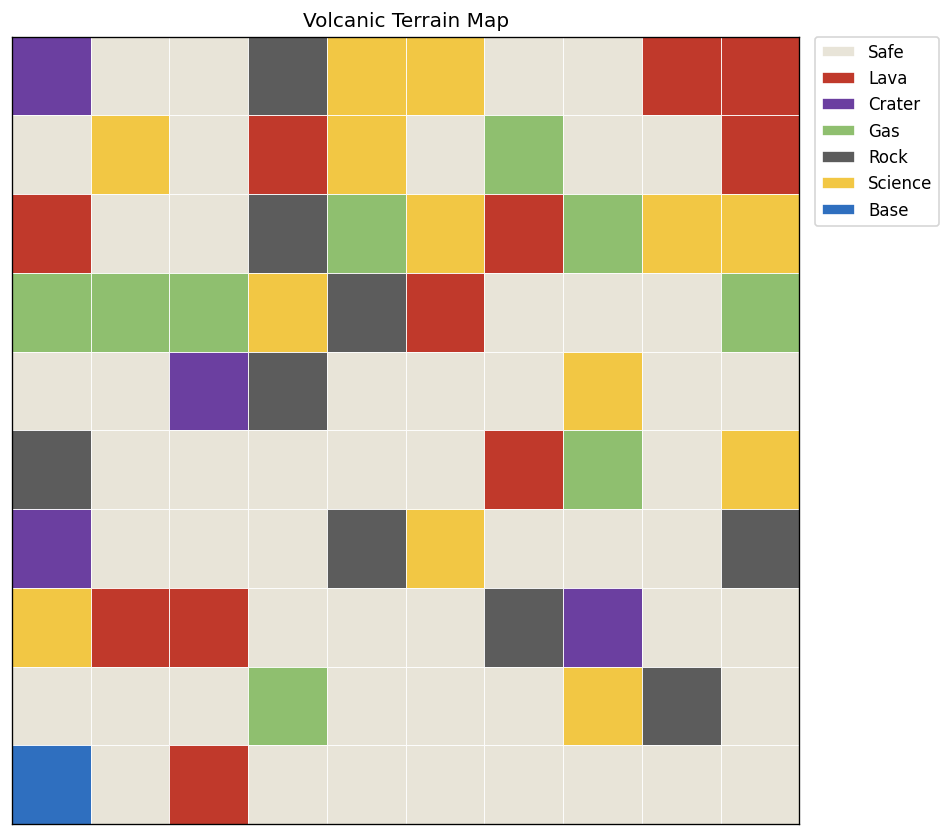 Volcanic Terrain Map
Safe
Lava
Crater
Gas
Rock
Science
Base